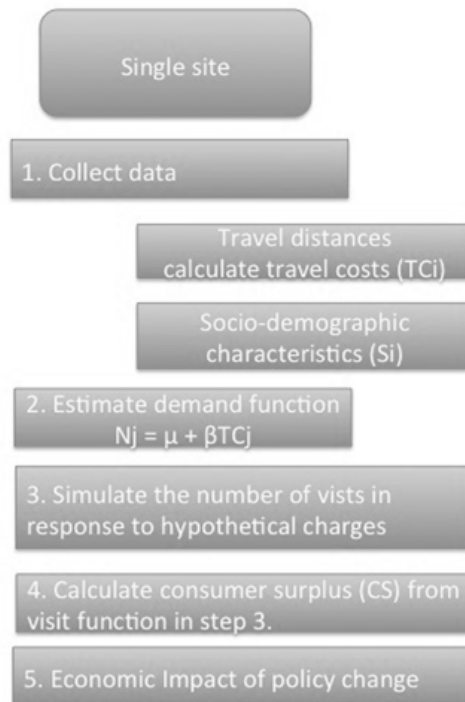 Single site
1. Collect data
Travel distances
calculate travel costs (TCi)
Socio-demographic
characteristics (Si)
2. Estimate demand function
Nj = μ + βTCj
3. Simulate the number of vists in
response to hypothetical charges
4. Calculate consumer surplus (CS) from
visit function in step 3.
5. Economic Impact of policy change